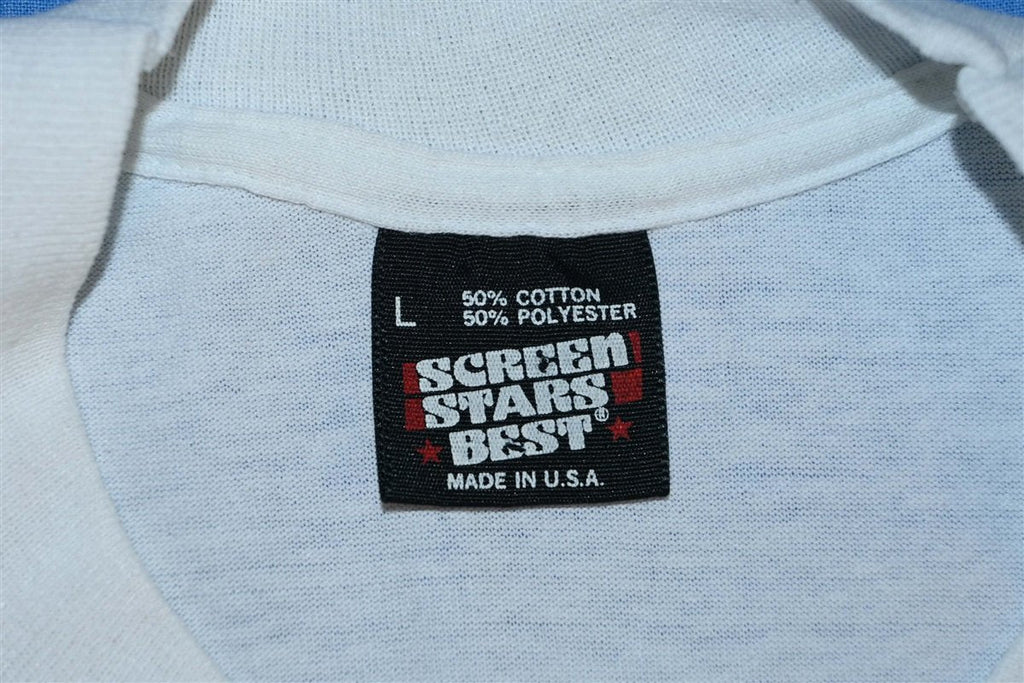 L
50% COTTON
50% POLYESTER
SCREEN
STARS
BEST®
MADE IN U.S.A.